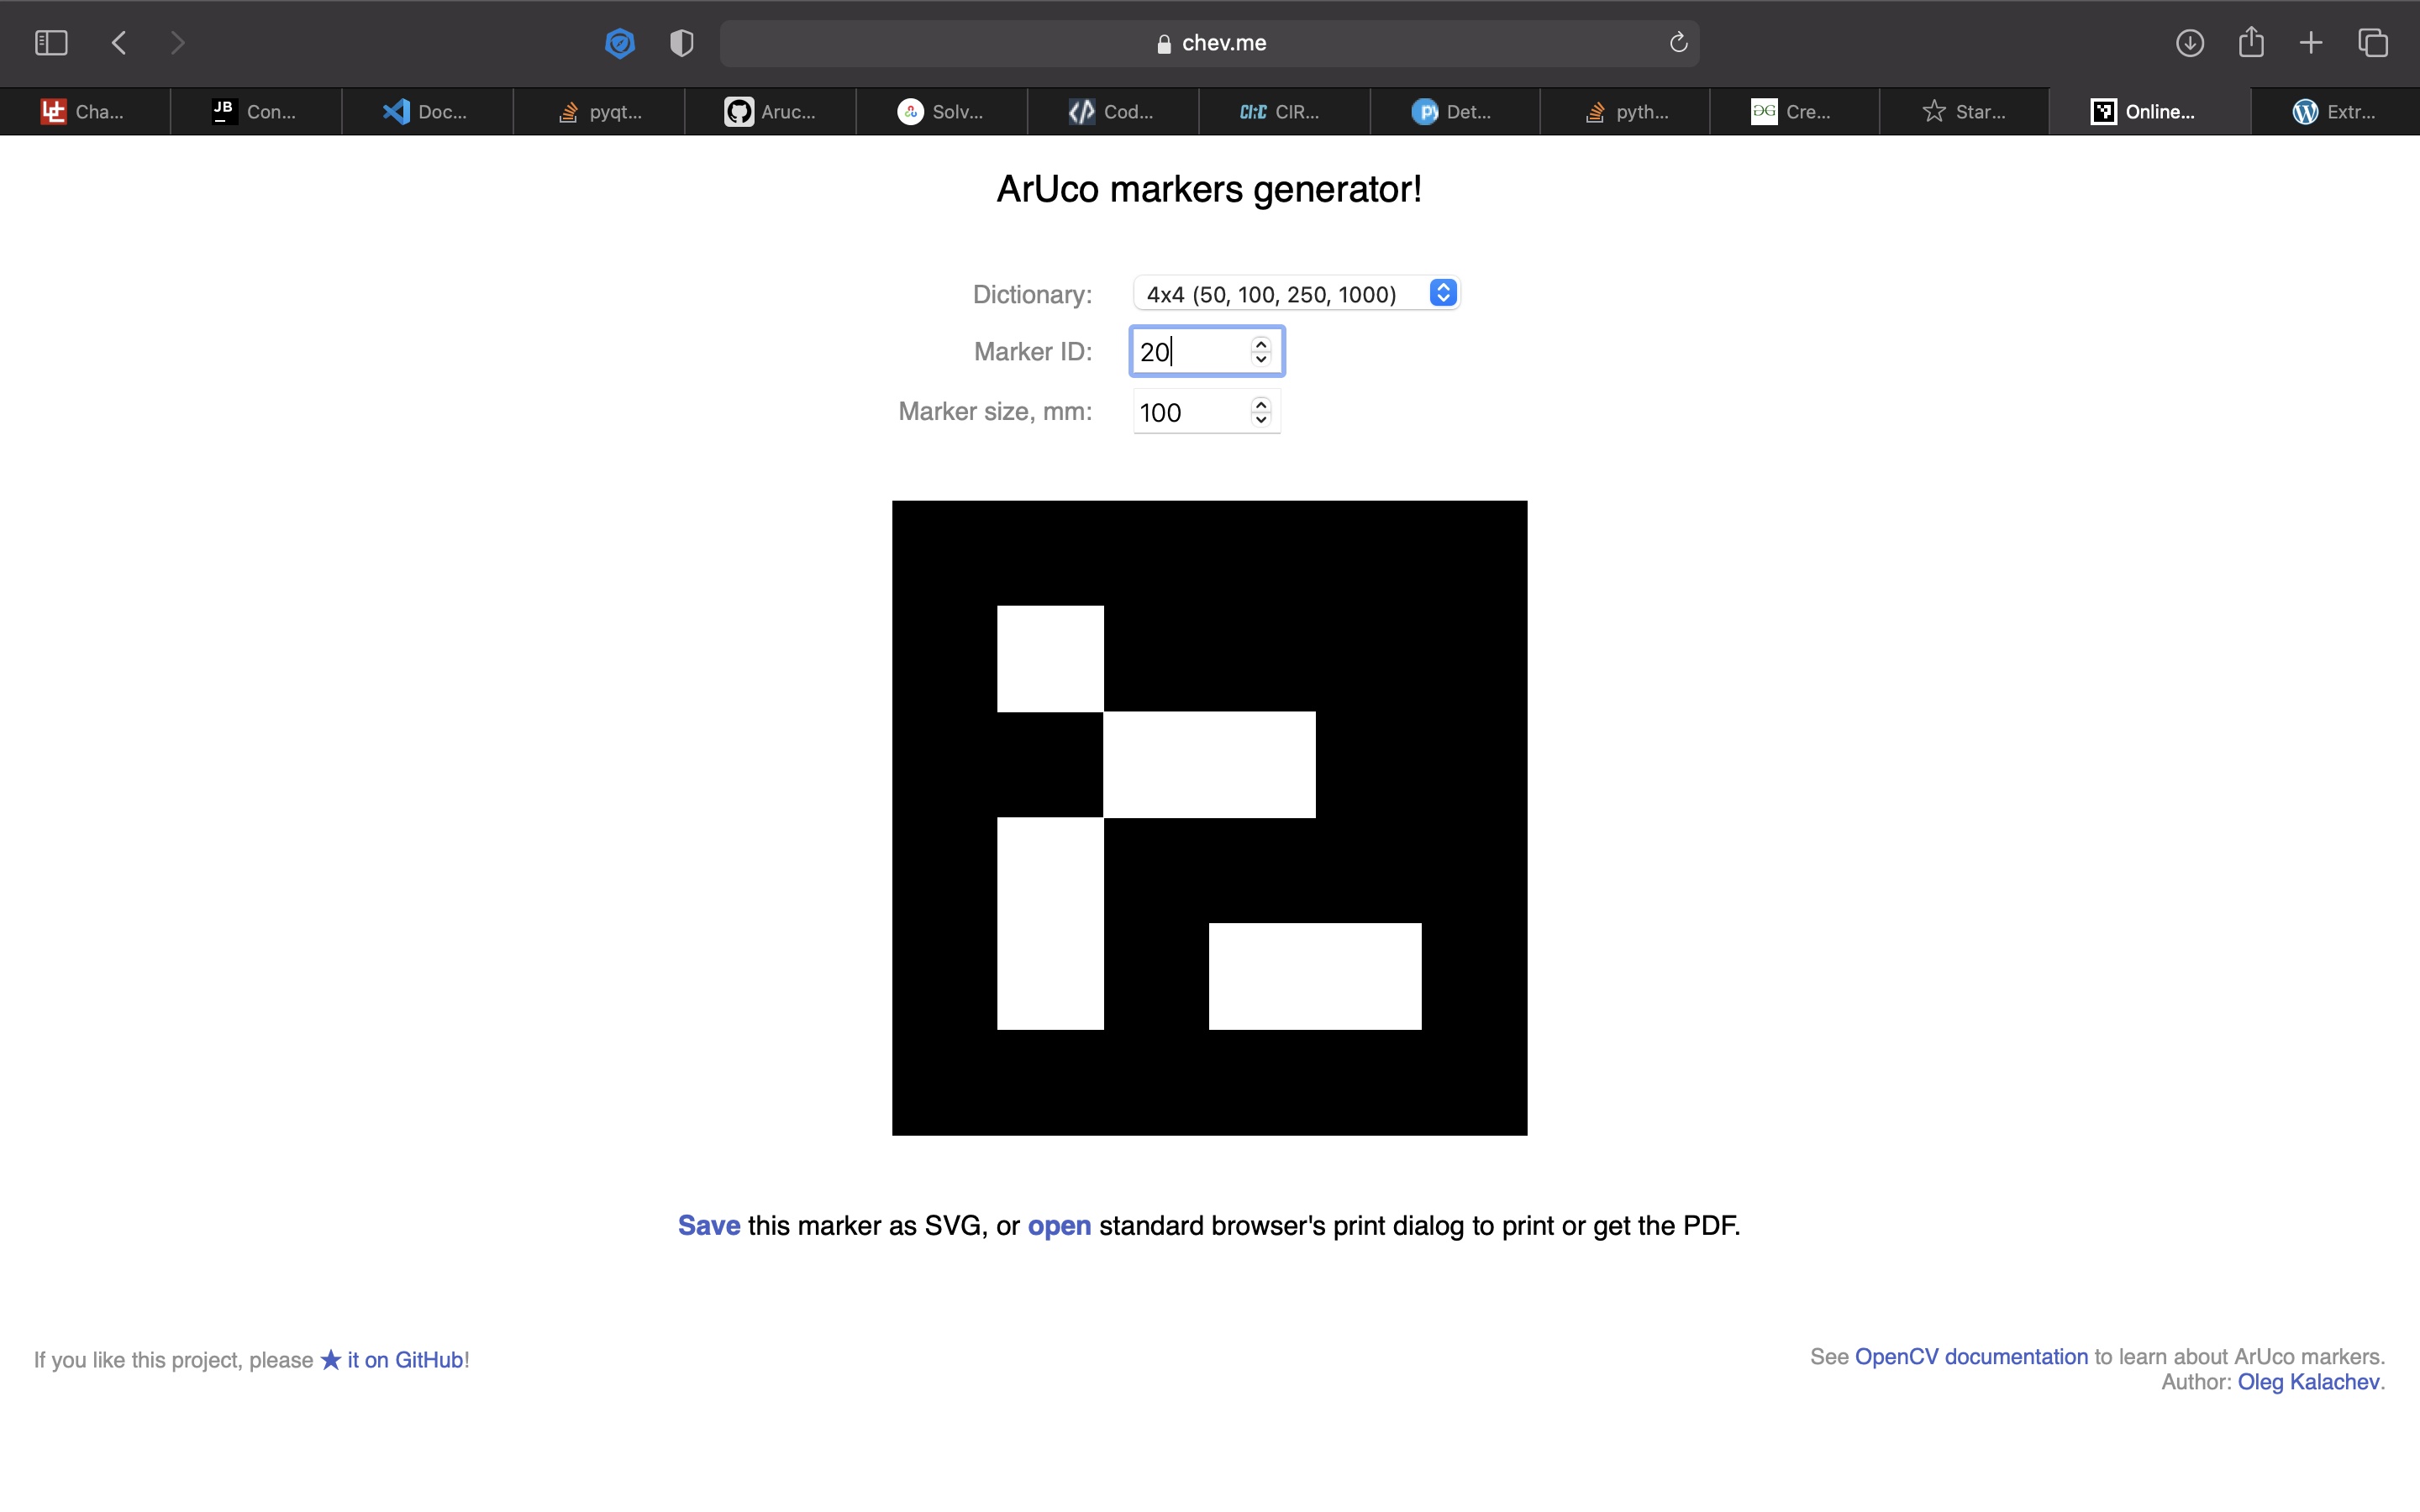 chev.me
Cha... JB Con... Doc... pyqt... Aruc... Solv... Cod... CIR... Det... pyth... Cre... Star... Online... Extr...
ArUco markers generator!
Dictionary: 4x4 (50, 100, 250, 1000)
Marker ID: 20
Marker size, mm: 100
Save this marker as SVG, or open standard browser's print dialog to print or get the PDF.
If you like this project, please ★ it on GitHub!
See OpenCV documentation to learn about ArUco markers.
Author: Oleg Kalachev.